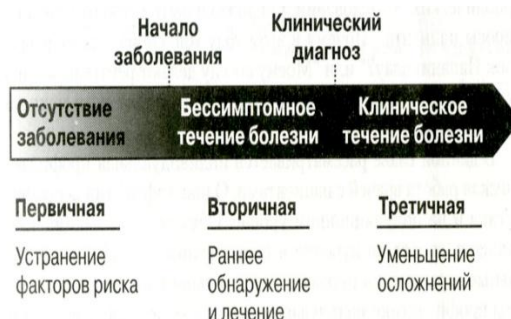 Начало
заболевания
Клинический
диагноз
Отсутствие
заболевания
Бессимптомное
течение болезни
Клиническое
течение болезни
Первичная
Вторичная
Третичная
Устранение
факторов риска
Раннее
обнаружение
и лечение
Уменьшение
осложнений